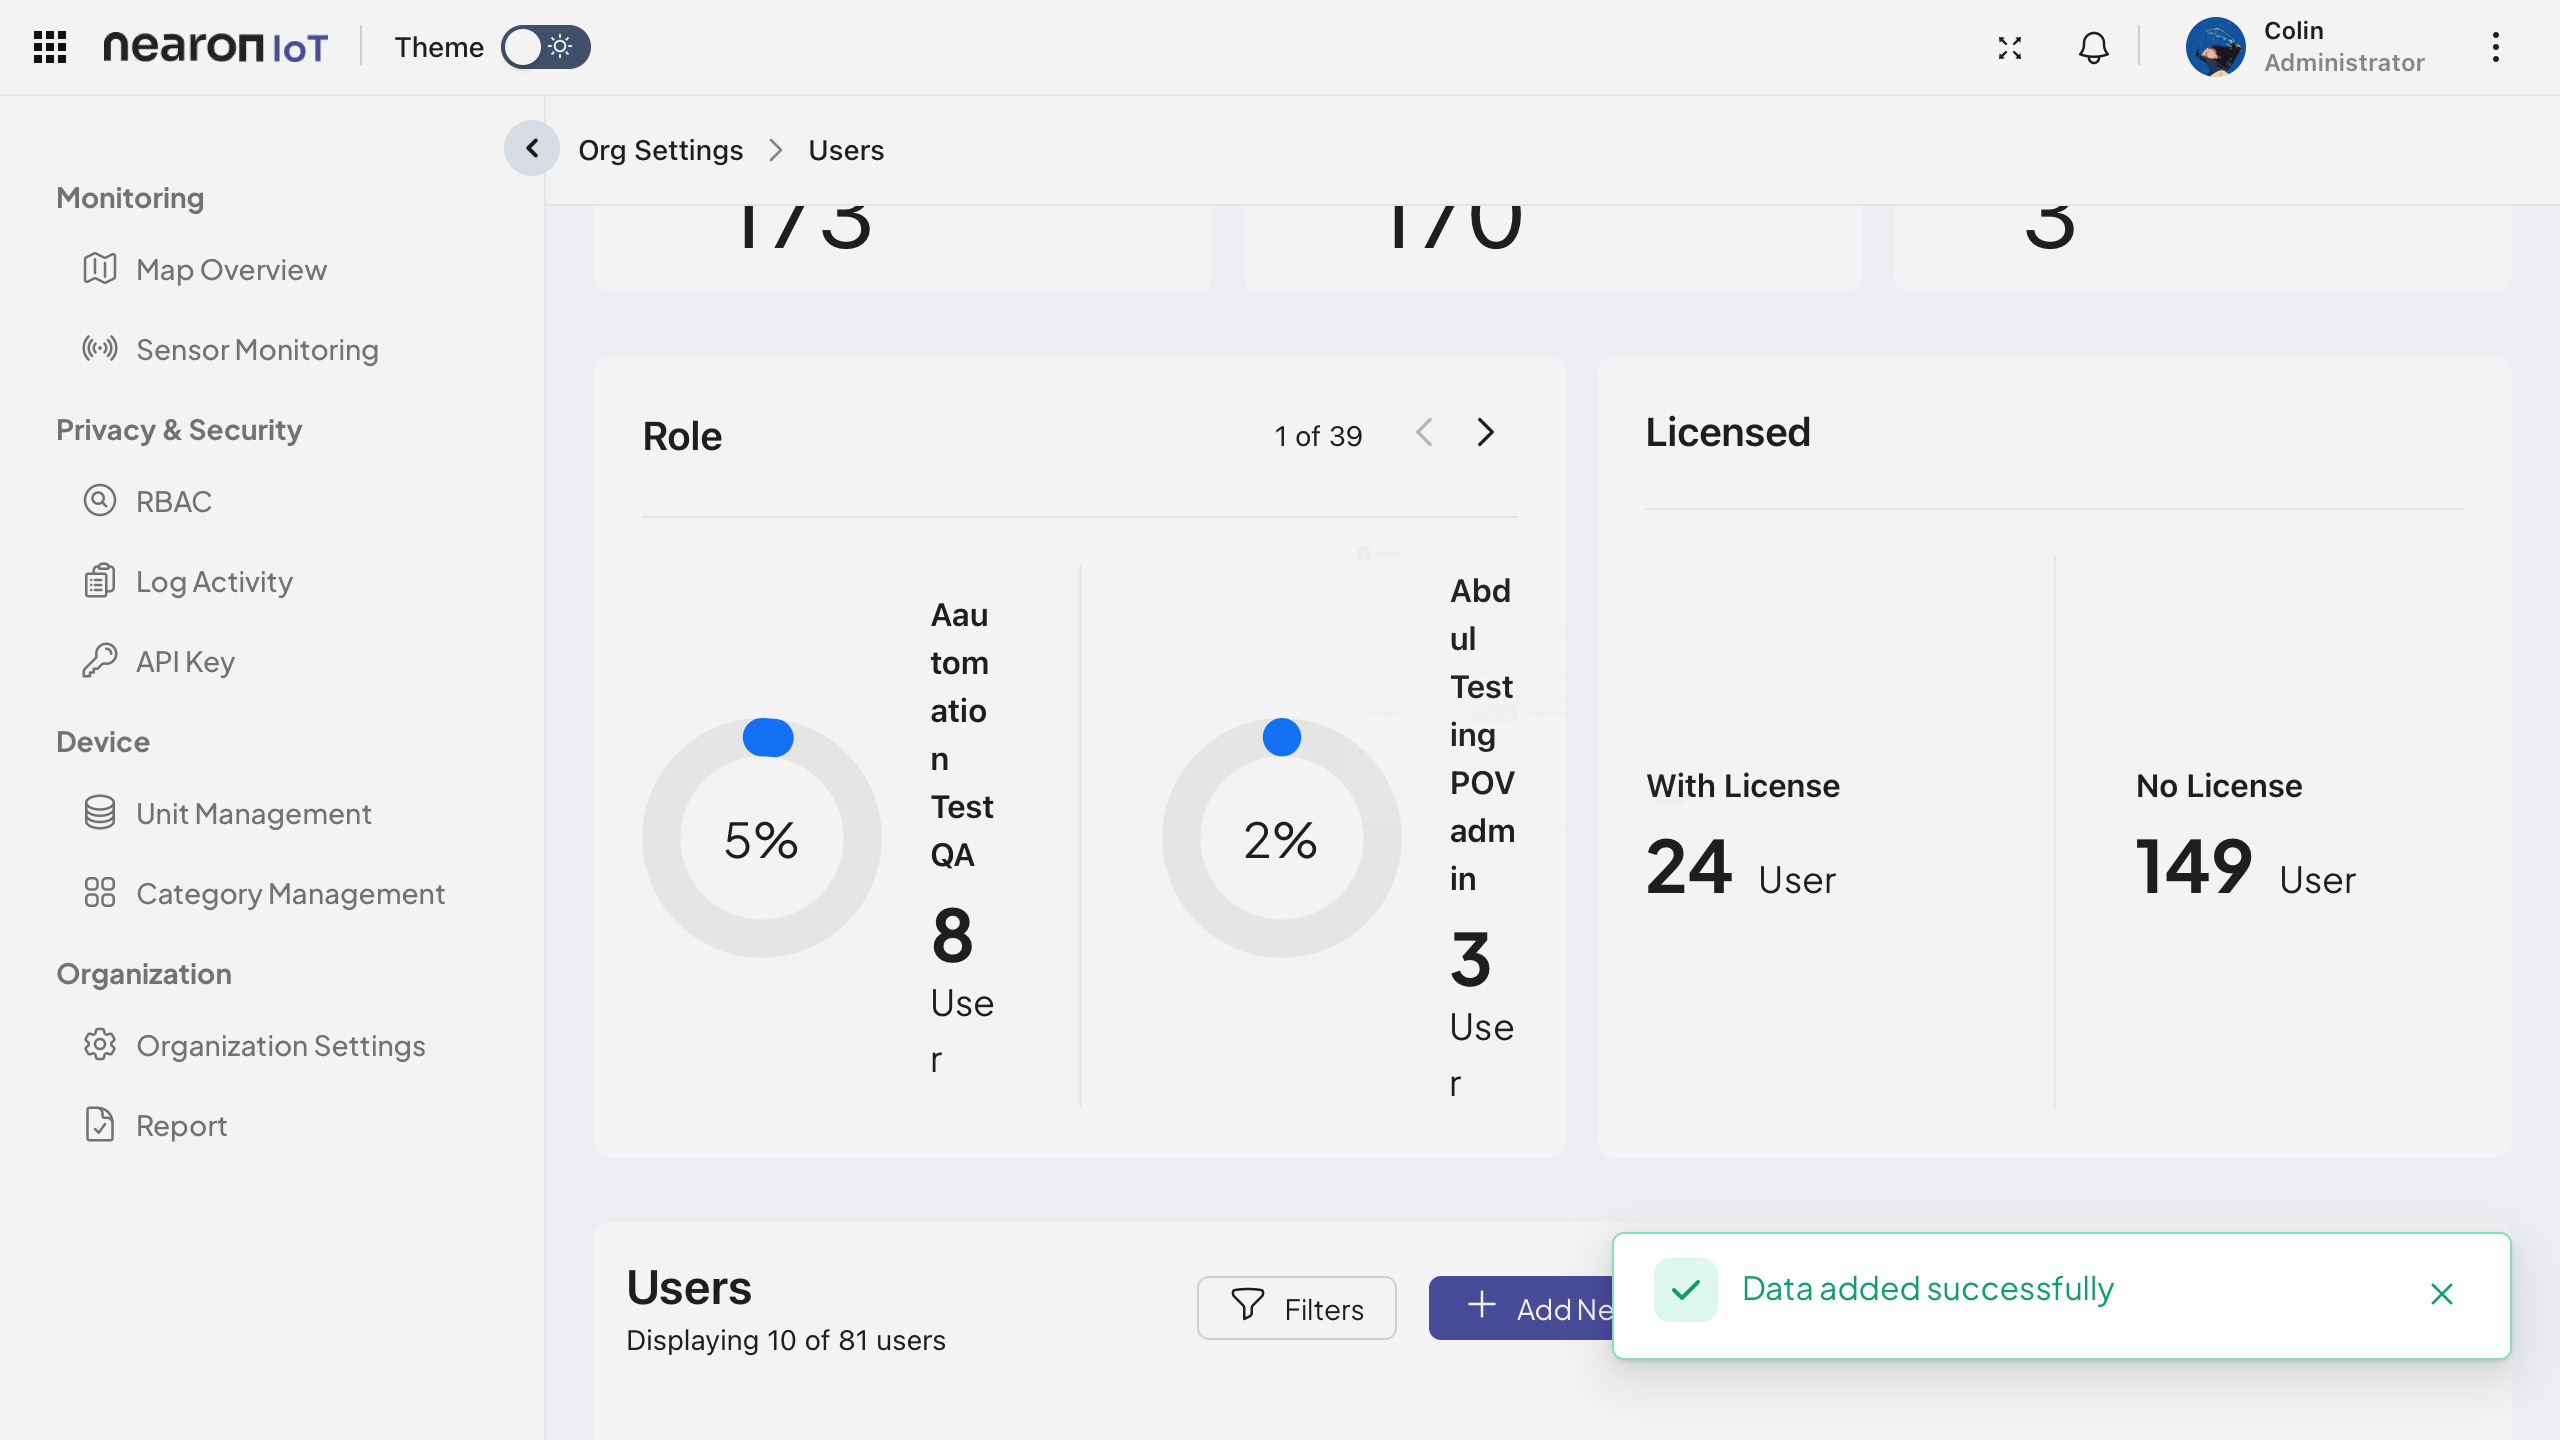 nearon IoT
Theme
Colin
Administrator
Org Settings
Users
Monitoring
Map Overview
Sensor Monitoring
Privacy & Security
RBAC
Log Activity
API Key
Device
Unit Management
Category Management
Organization
Organization Settings
Report
173
170
3
Role
1 of 39
5%
Aau
tom
atio
n
Test
QA
8
Use
r
2%
Abd
ul
Test
ing
POV
adm
in
3
Use
r
Licensed
With License
24 User
No License
149 User
Users
Displaying 10 of 81 users
Filters
Add Ne
Data added successfully